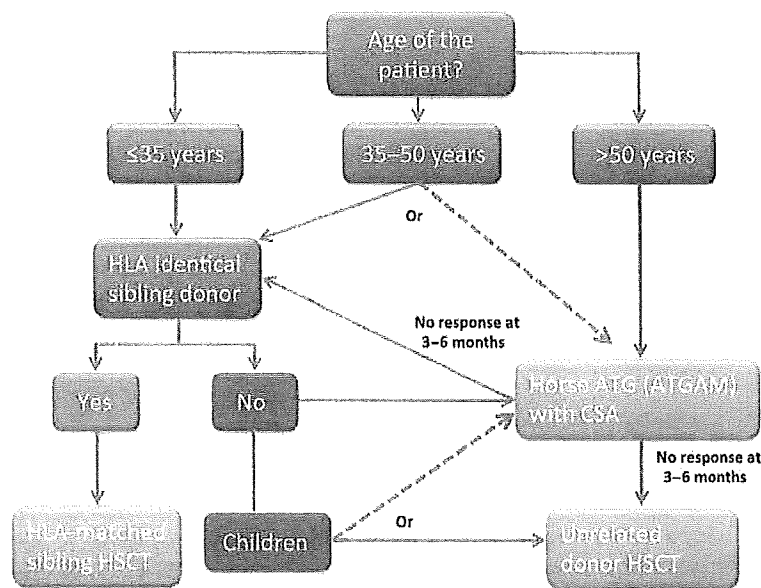 Age of the
patient?
≤35 years
35–50 years
>50 years
Or
HLA identical
sibling donor
No response at
3–6 months
Yes
No
Horse ATG (ATGAM)
with CSA
No response at
3–6 months
HLA-matched
sibling HSCT
Children
Or
Unrelated
donor HSCT